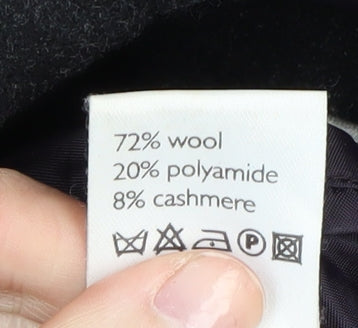 72% wool
20% polyamide
8% cashmere
P